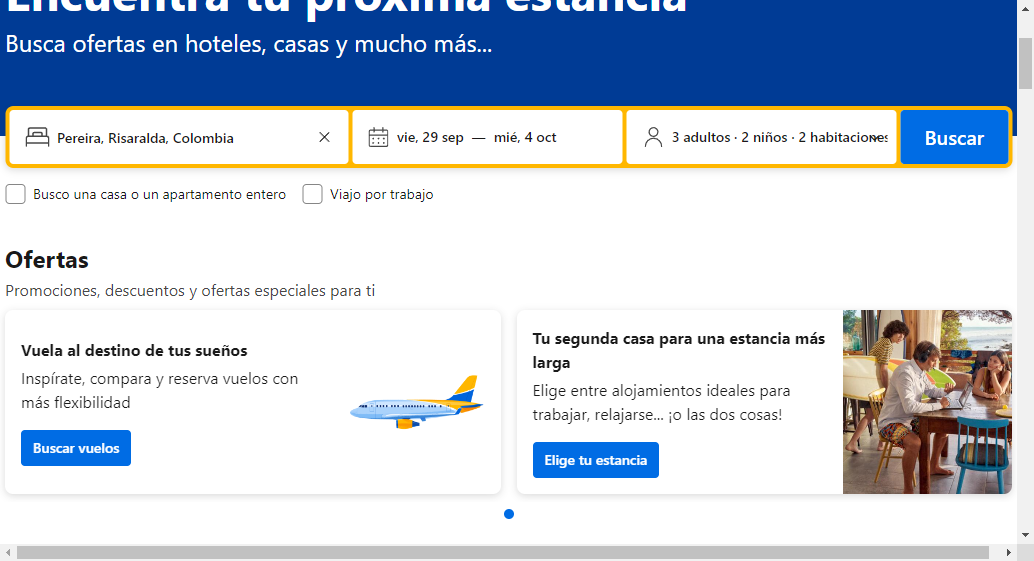 Encuentra tu próxima estancia
Busca ofertas en hoteles, casas y mucho más...
Pereira, Risaralda, Colombia
vie, 29 sep — mié, 4 oct
3 adultos · 2 niños · 2 habitaciones
Buscar
Busco una casa o un apartamento entero
Viajo por trabajo
Ofertas
Promociones, descuentos y ofertas especiales para ti
Vuela al destino de tus sueños
Inspírate, compara y reserva vuelos con
más flexibilidad
Buscar vuelos
Tu segunda casa para una estancia más
larga
Elige entre alojamientos ideales para
trabajar, relajarse... ¡o las dos cosas!
Elige tu estancia